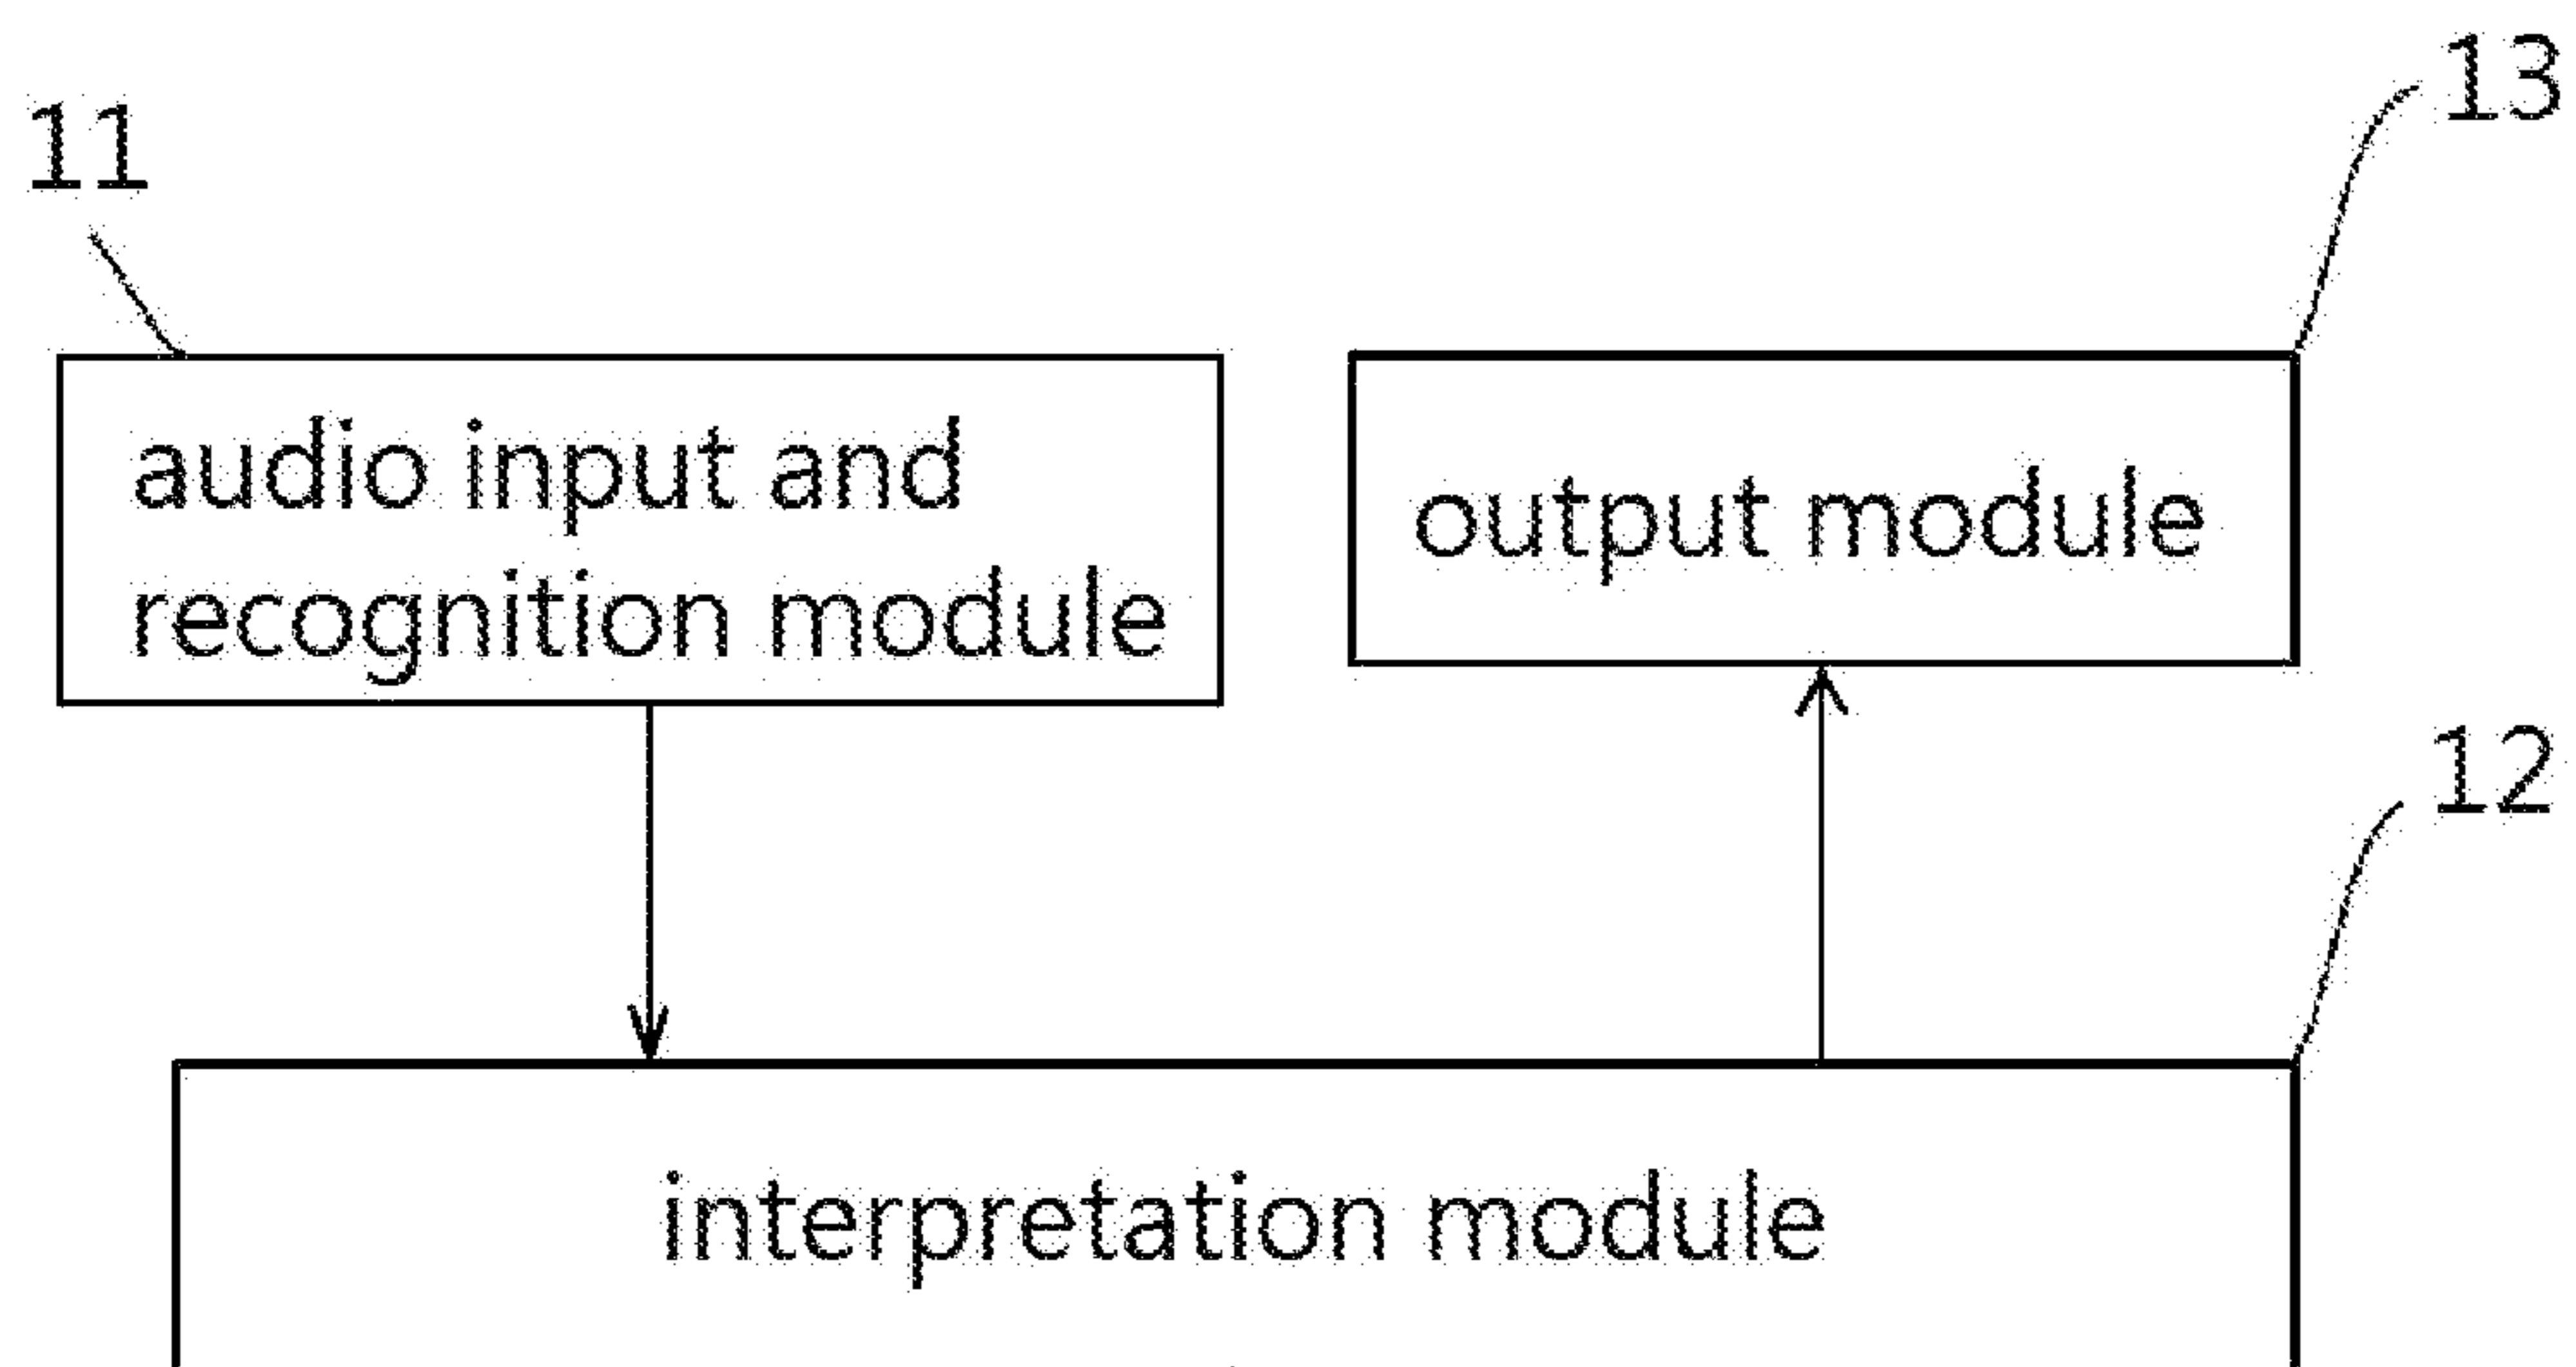 11
13
audio input and
recognition module
output module
12
interpretation module